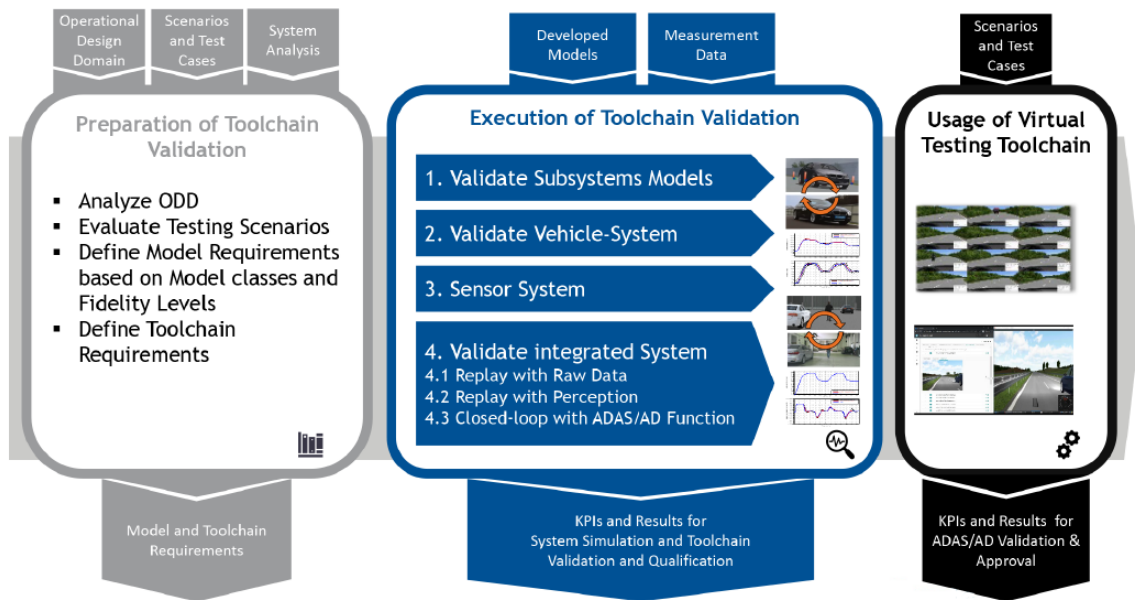 Operational
Design
Domain
Scenarios
and Test
Cases
System
Analysis
Preparation of Toolchain
Validation
▪ Analyze ODD
▪ Evaluate Testing Scenarios
▪ Define Model Requirements
based on Model classes and
Fidelity Levels
▪ Define Toolchain
Requirements
Model and Toolchain
Requirements
Developed
Models
Measurement
Data
Execution of Toolchain Validation
1. Validate Subsystems Models
2. Validate Vehicle-System
3. Sensor System
4. Validate integrated System
4.1 Replay with Raw Data
4.2 Replay with Perception
4.3 Closed-loop with ADAS/AD Function
KPIs and Results for
System Simulation and Toolchain
Validation and Qualification
Scenarios
and Test
Cases
Usage of Virtual
Testing Toolchain
KPIs and Results for
ADAS/AD Validation &
Approval